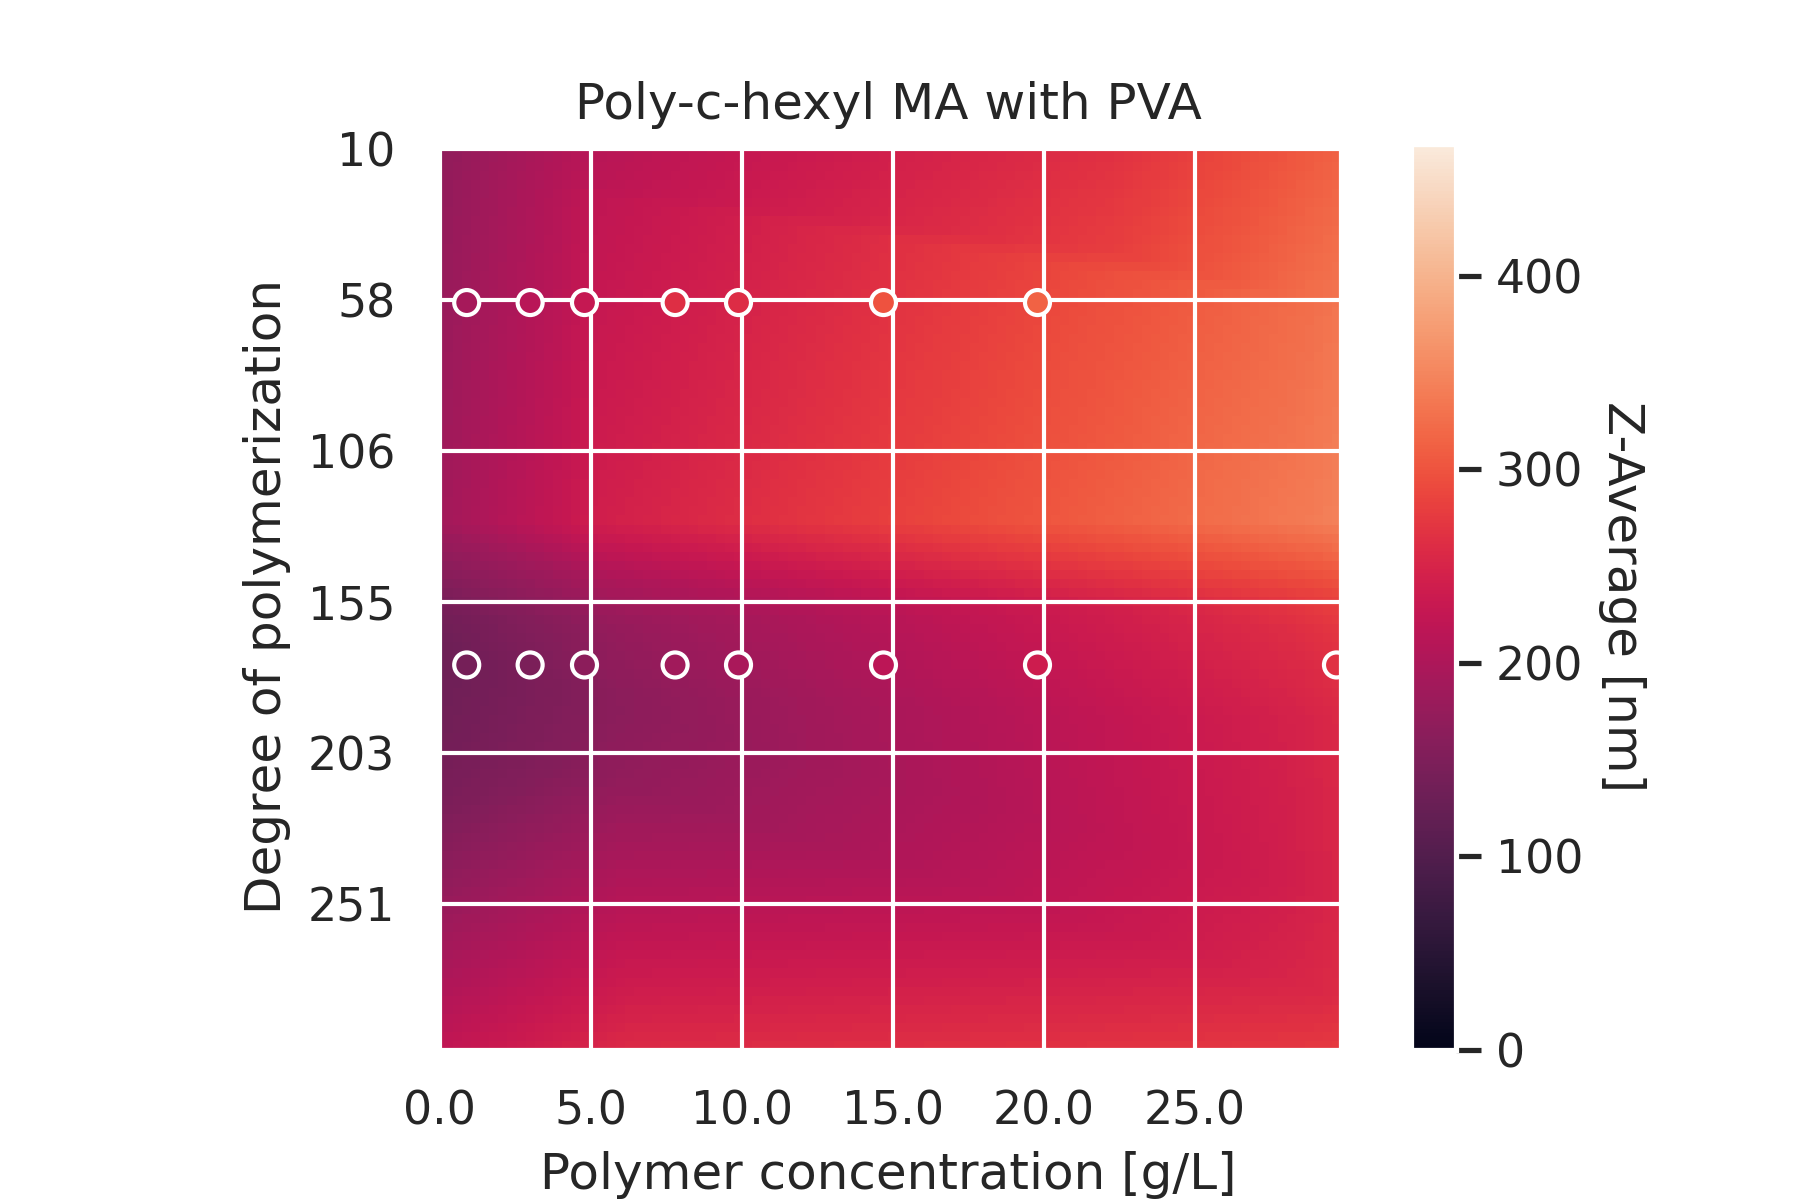 Poly-c-hexyl MA with PVA
10
58
106
155
203
251
Degree of polymerization
0.0 5.0 10.0 15.0 20.0 25.0
Polymer concentration [g/L]
400
300
200
100
0
Z-Average [nm]